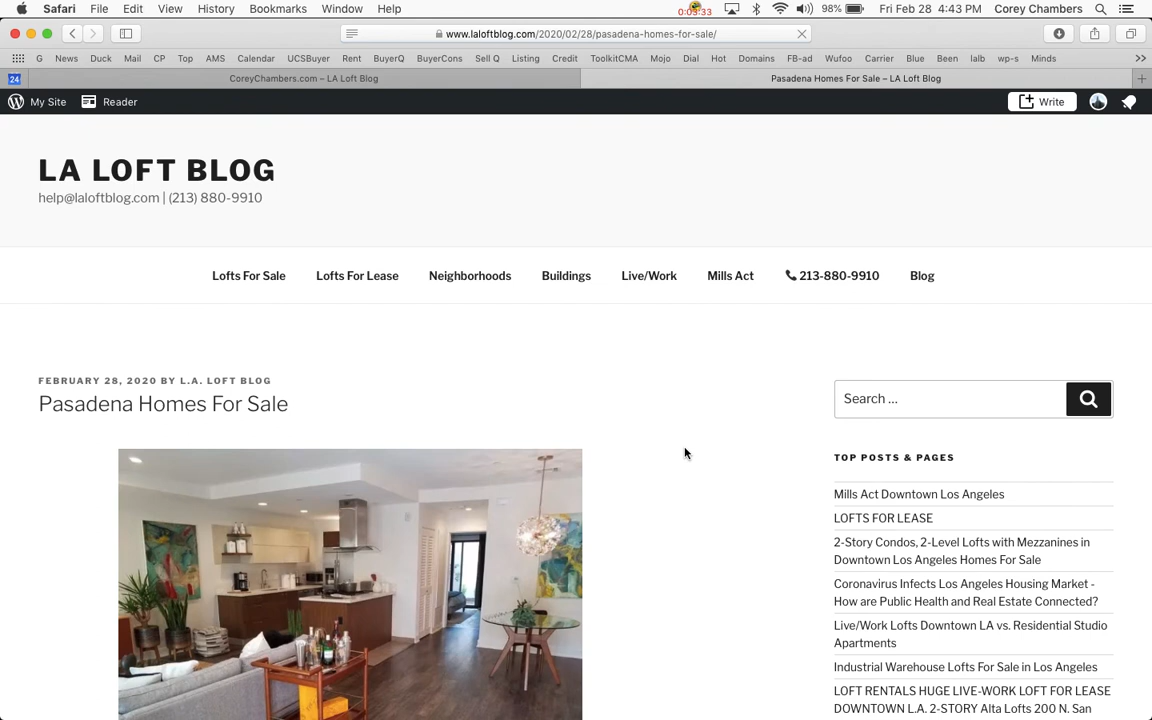 Safari File Edit View History Bookmarks Window Help 0:03:33 98% Fri Feb 28 4:43 PM Corey Chambers
www.laloftblog.com/2020/02/28/pasadena-homes-for-sale/
G News Duck Mail CP Top AMS Calendar UCSBuyer Rent BuyerQ BuyerCons Sell Q Listing Credit ToolkitCMA Mojo Dial Hot Domains FB-ad Wufoo Carrier Blue Been lalb wp-s Minds >>
24 CoreyChambers.com – LA Loft Blog Pasadena Homes For Sale – LA Loft Blog
My Site Reader Write
LA LOFT BLOG
help@laloftblog.com | (213) 880-9910
Lofts For Sale Lofts For Lease Neighborhoods Buildings Live/Work Mills Act 213-880-9910 Blog
FEBRUARY 28, 2020 BY L.A. LOFT BLOG
Pasadena Homes For Sale
Search …
TOP POSTS & PAGES
Mills Act Downtown Los Angeles
LOFTS FOR LEASE
2-Story Condos, 2-Level Lofts with Mezzanines in
Downtown Los Angeles Homes For Sale
Coronavirus Infects Los Angeles Housing Market -
How are Public Health and Real Estate Connected?
Live/Work Lofts Downtown LA vs. Residential Studio
Apartments
Industrial Warehouse Lofts For Sale in Los Angeles
LOFT RENTALS HUGE LIVE-WORK LOFT FOR LEASE
DOWNTOWN L.A. 2-STORY Alta Lofts 200 N. San